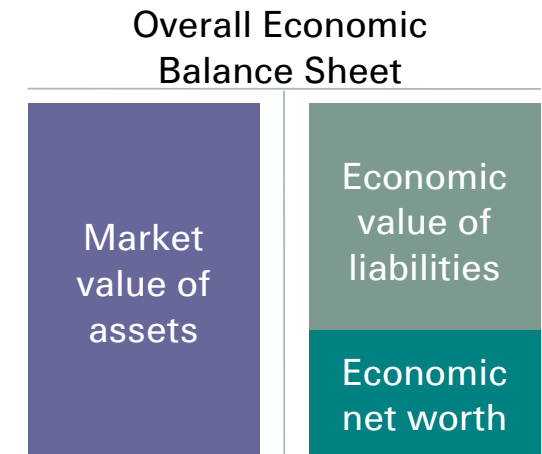 Overall Economic
Balance Sheet
Market
value of
assets
Economic
value of
liabilities
Economic
net worth